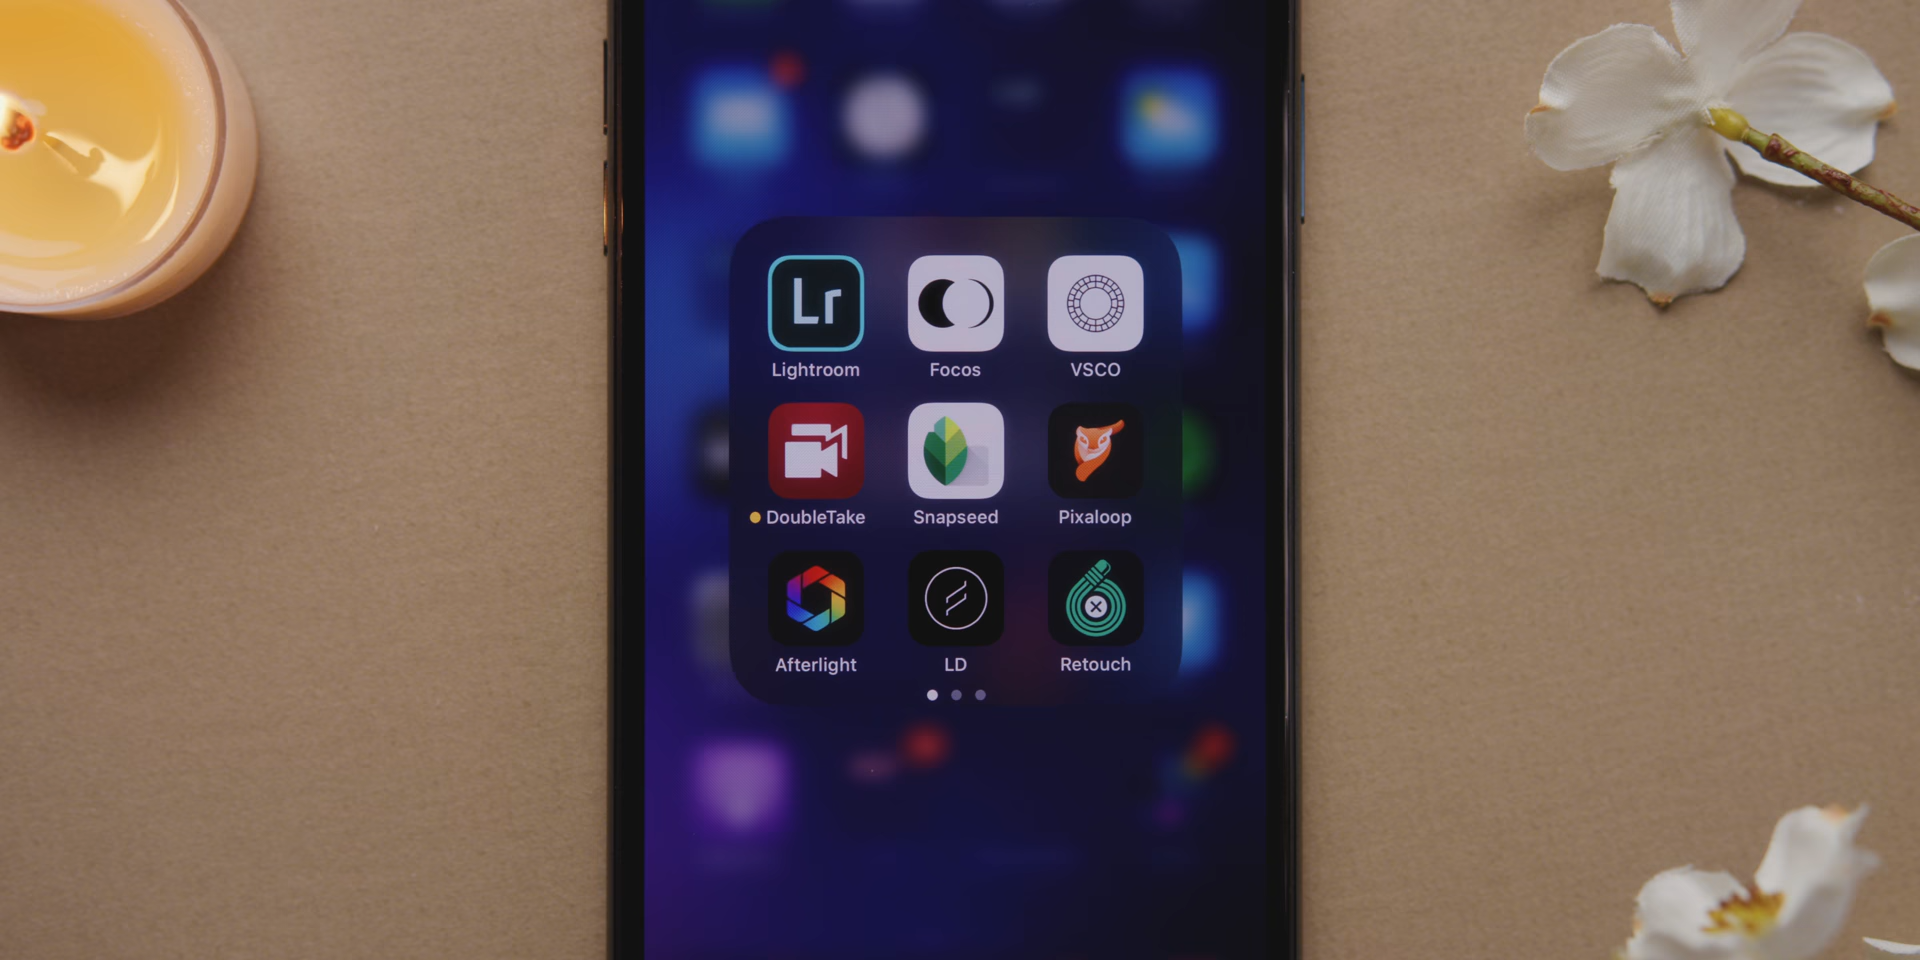 Lr
Lightroom
Focos
VSCO
DoubleTake
Snapseed
Pixaloop
Afterlight
LD
Retouch